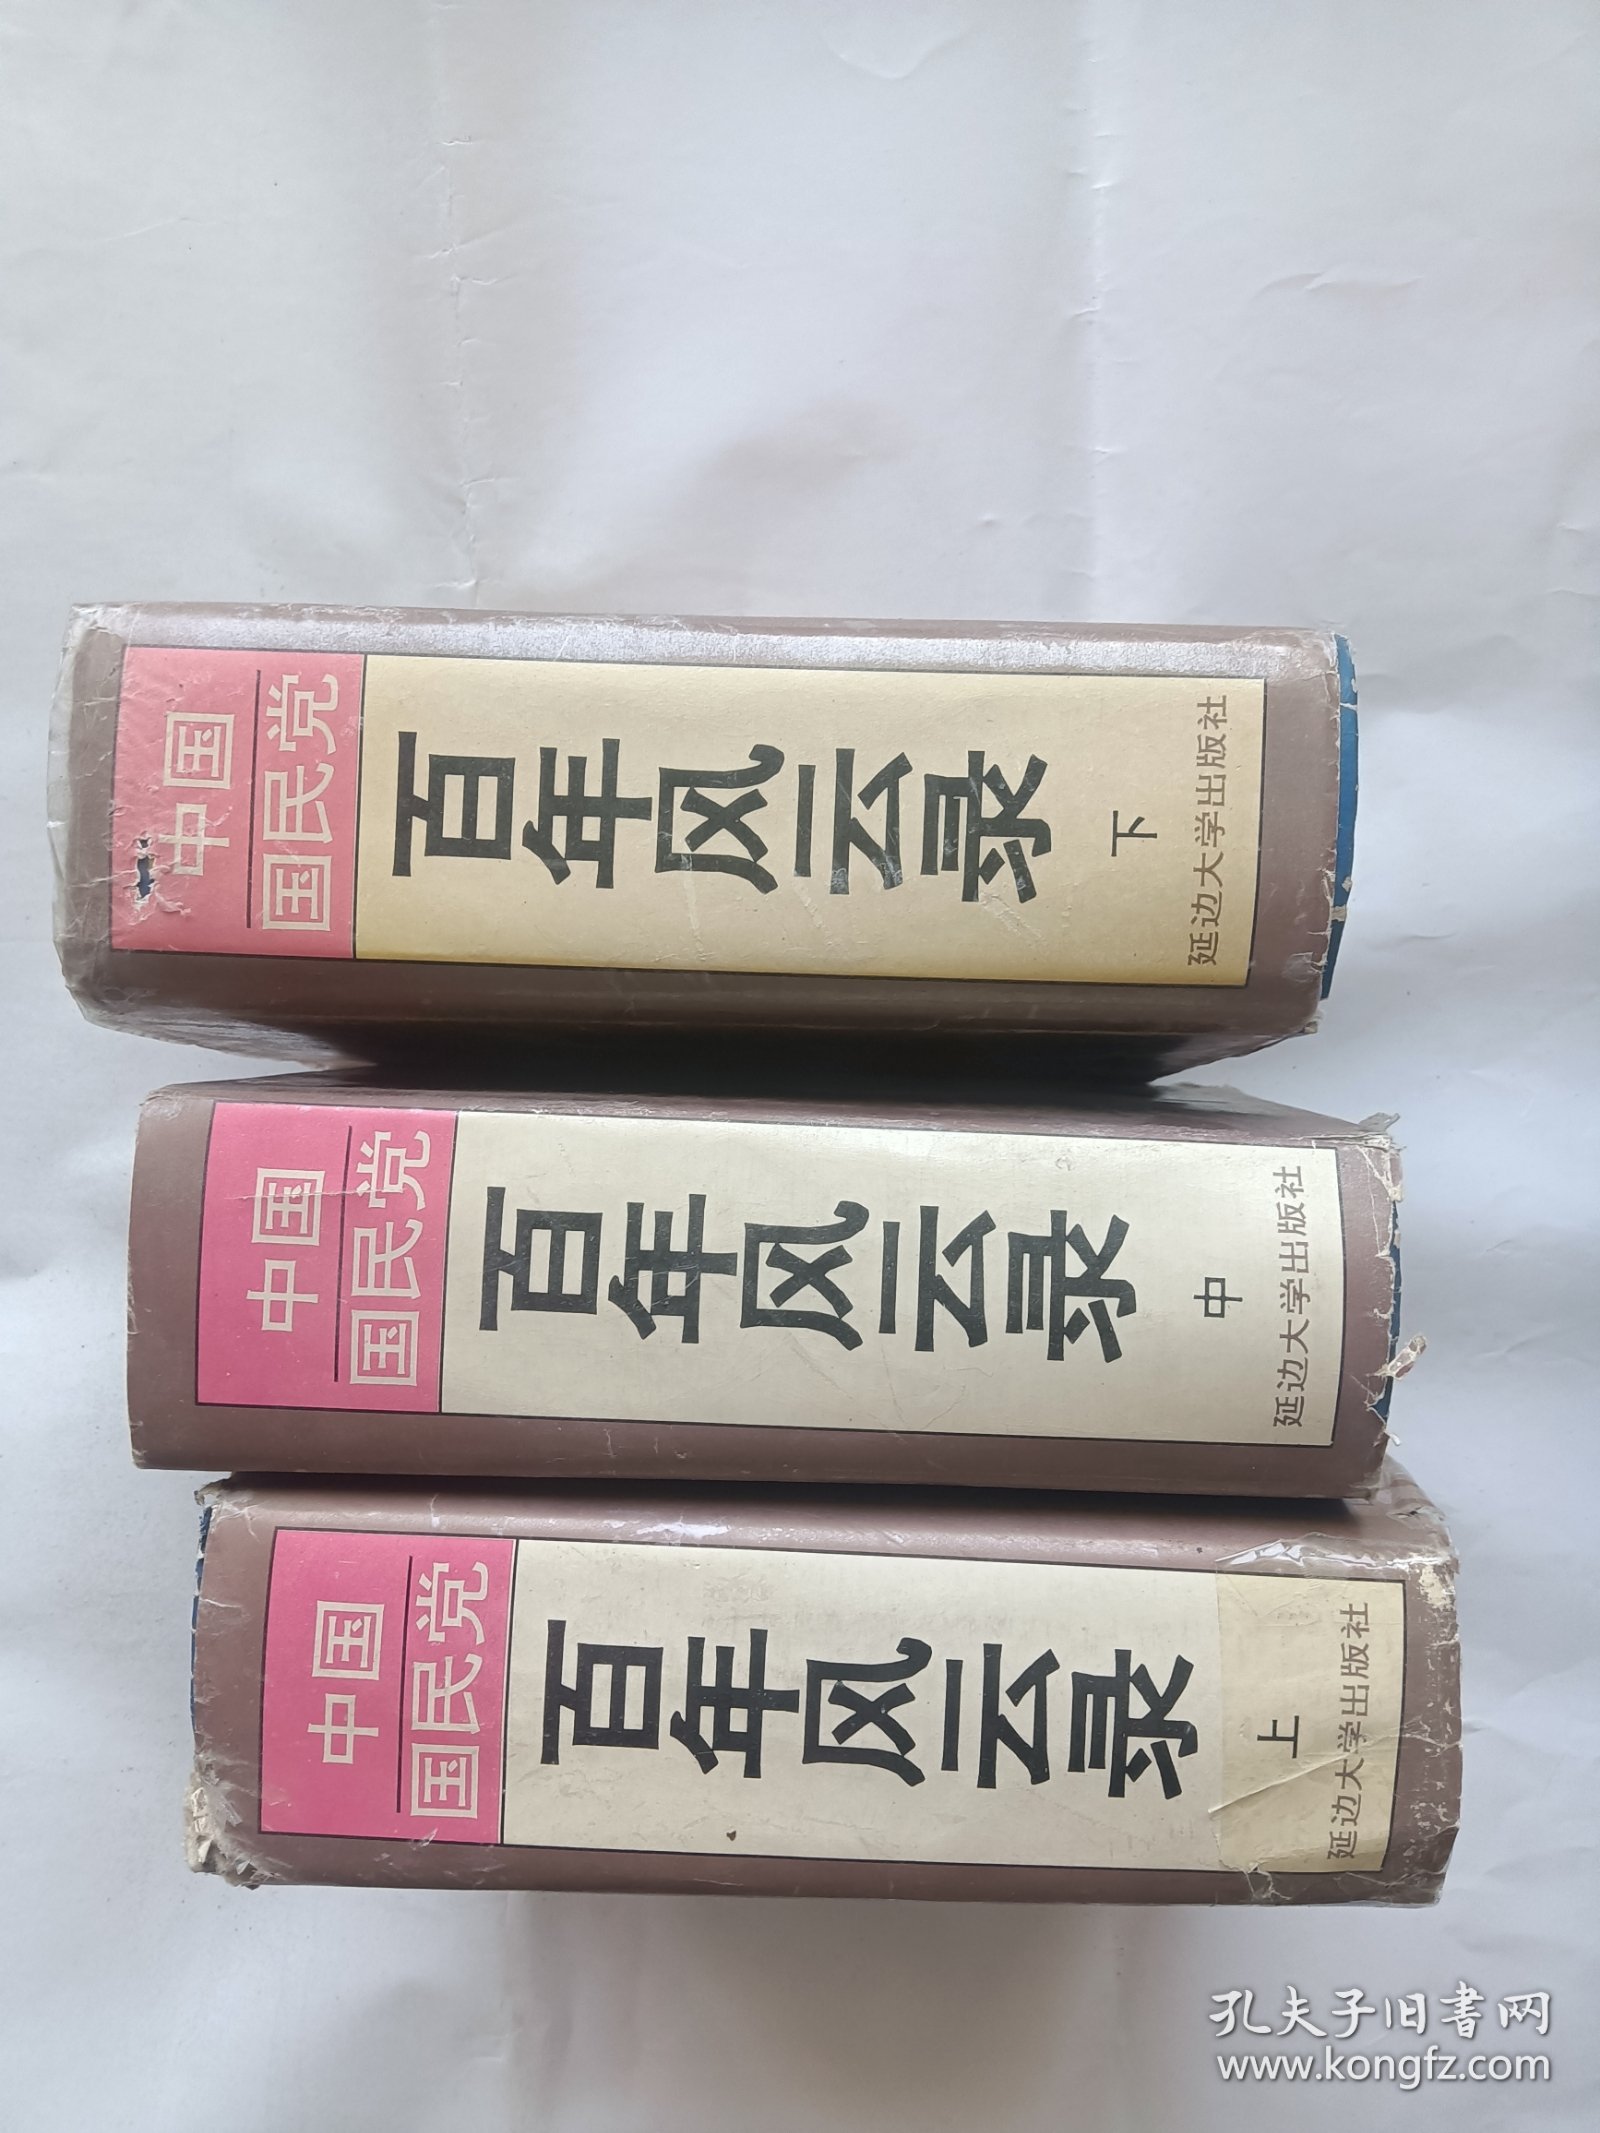 中国
国民党
百年风云录
下
延边大学出版社
中国
国民党
百年风云录
中
延边大学出版社
中国
国民党
百年风云录
上
延边大学出版社
孔夫子旧书网
www.kongfz.com